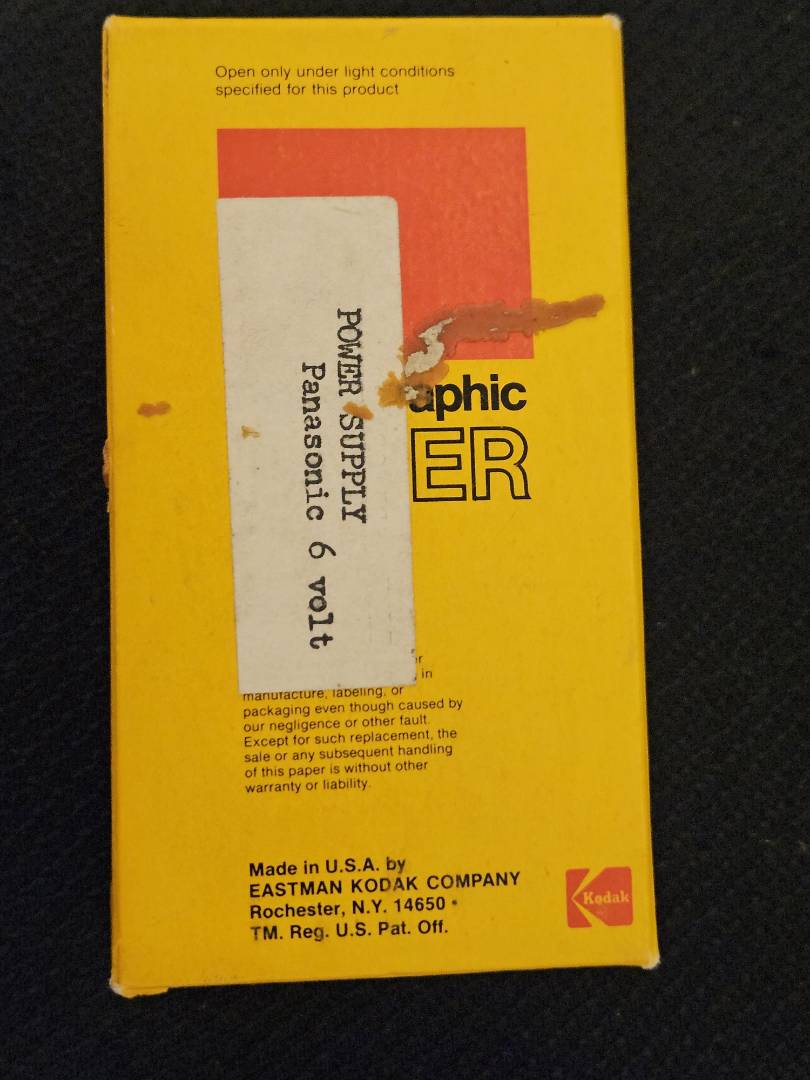 Open only under light conditions
specified for this product
POWER SUPPLY
Panasonic 6 volt
aphic
ER
r
in
manufacture, labeling, or
packaging even though caused by
our negligence or other fault.
Except for such replacement, the
sale or any subsequent handling
of this paper is without other
warranty or liability.
Made in U.S.A. by
EASTMAN KODAK COMPANY
Rochester, N.Y. 14650
TM. Reg. U.S. Pat. Off.
Kodak